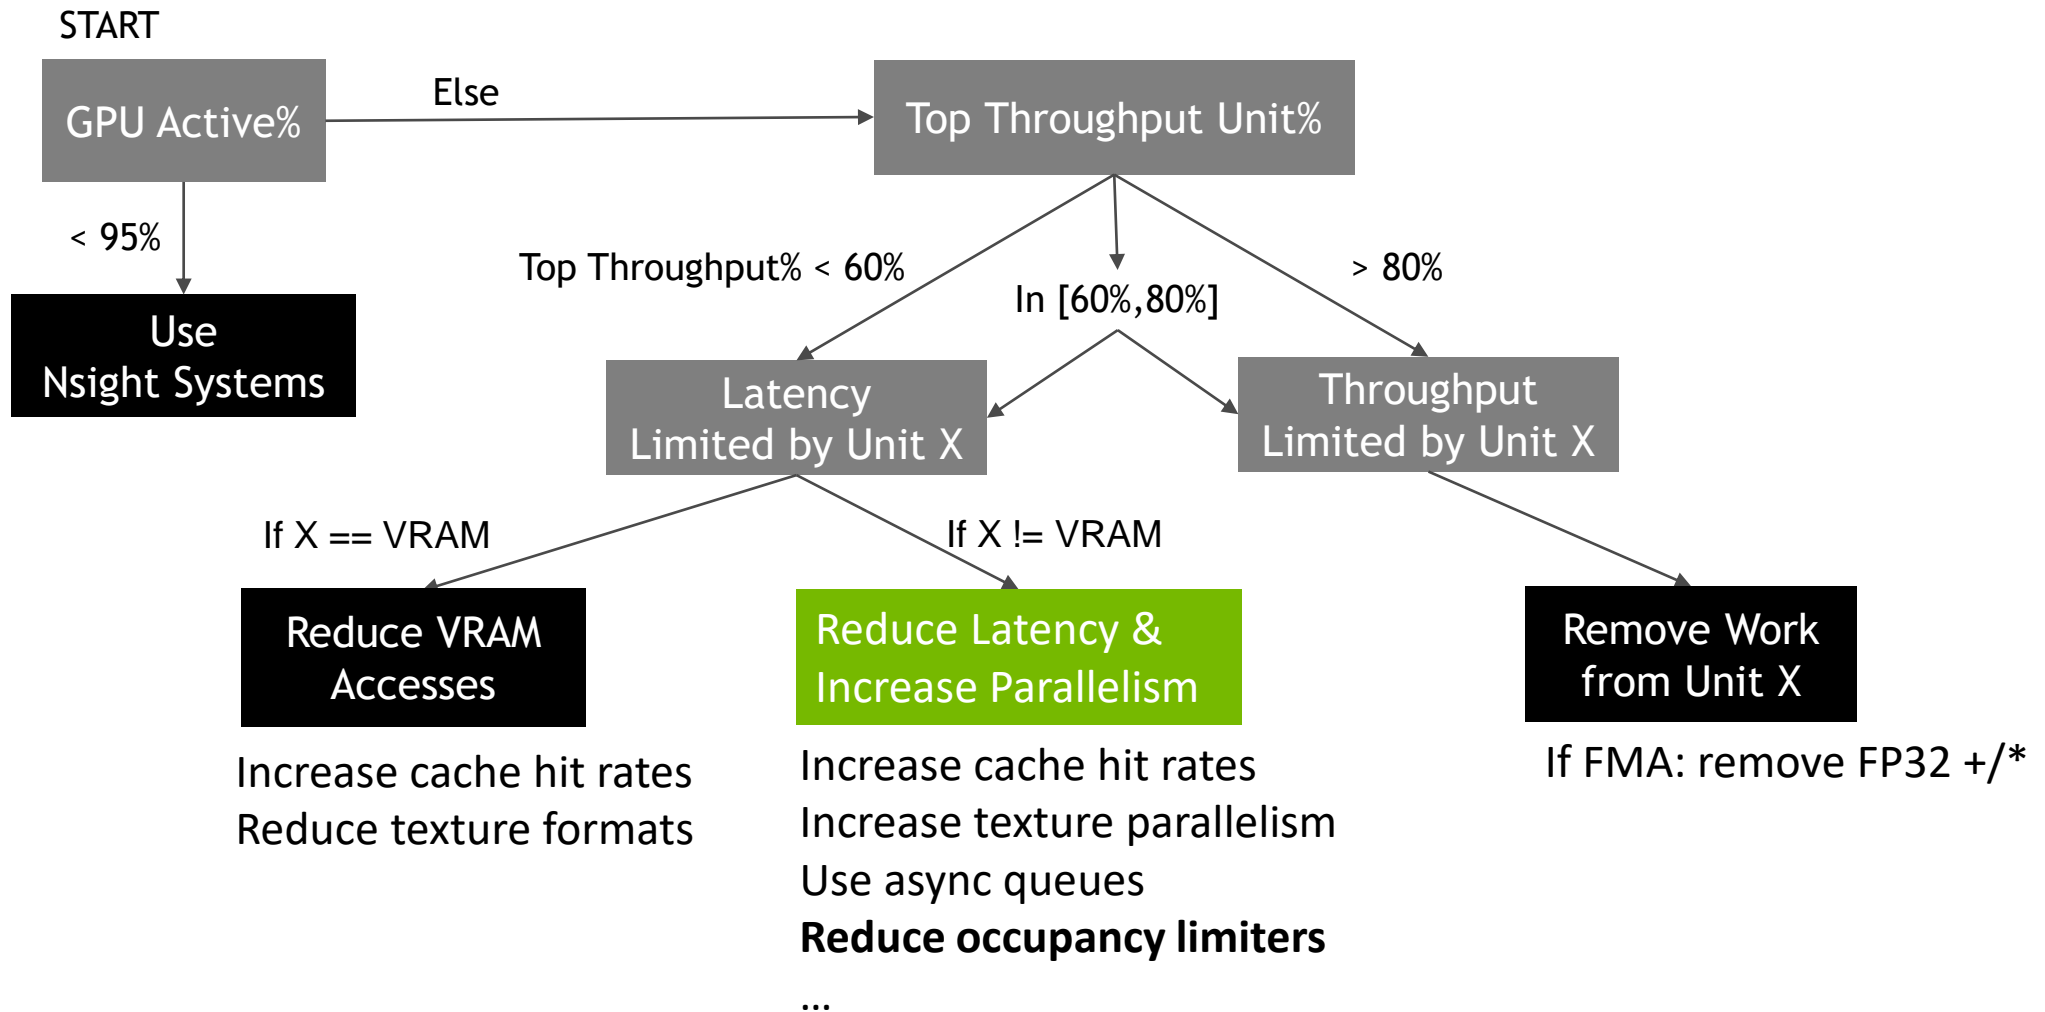 START
GPU Active%
Else
Top Throughput Unit%
< 95%
Top Throughput% < 60%
In [60%,80%]
> 80%
Use
Nsight Systems
Latency
Limited by Unit X
Throughput
Limited by Unit X
If X == VRAM
If X != VRAM
Reduce VRAM
Accesses
Reduce Latency &
Increase Parallelism
Remove Work
from Unit X
Increase cache hit rates
Reduce texture formats
Increase cache hit rates
Increase texture parallelism
Use async queues
Reduce occupancy limiters
...
If FMA: remove FP32 +/*